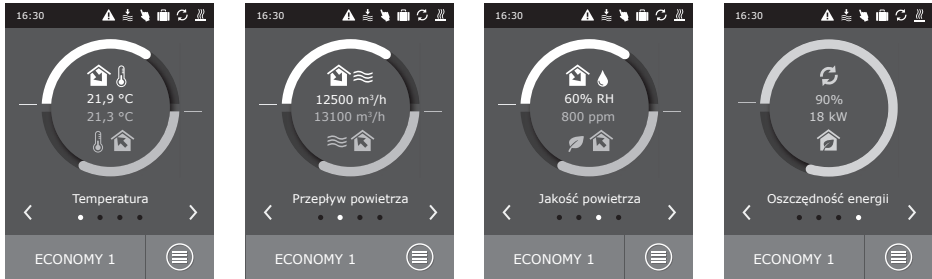 16:30
21,9 °C
21,3 °C
Temperatura
ECONOMY 1
16:30
12500 m³/h
13100 m³/h
Przepływ powietrza
ECONOMY 1
16:30
60% RH
800 ppm
Jakość powietrza
ECONOMY 1
16:30
90%
18 kW
Oszczędność energii
ECONOMY 1